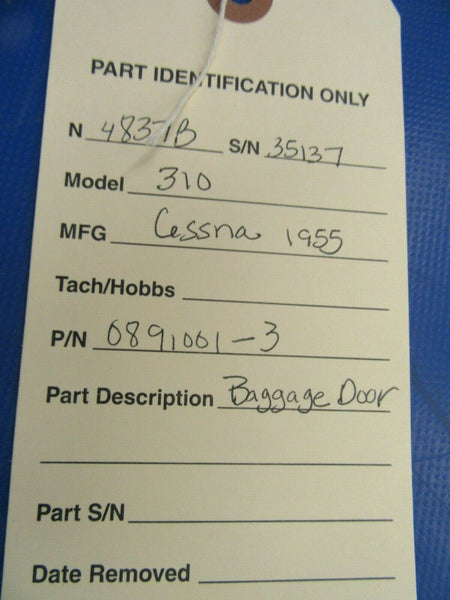 PART IDENTIFICATION ONLY
N 4837B S/N 35137
Model 310
MFG Cessna 1955
Tach/Hobbs
P/N 0891001-3
Part Description Baggage Door
Part S/N
Date Removed